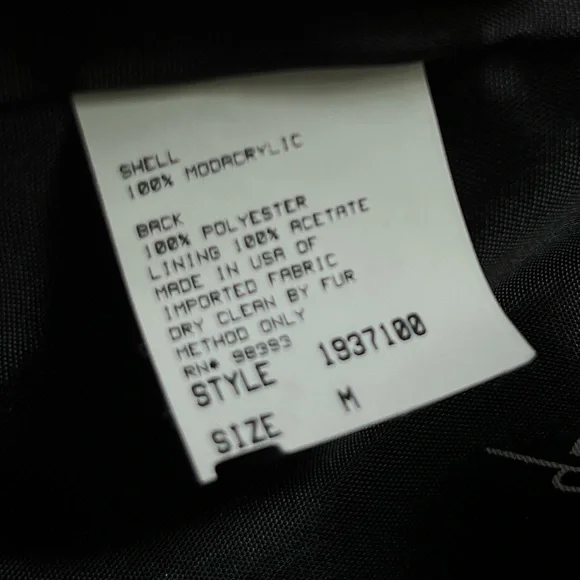 SHELL
100% MODACRYLIC
BACK
100% POLYESTER
LINING 100% ACETATE
MADE IN USA OF
IMPORTED FABRIC
DRY CLEAN BY FUR
METHOD ONLY
RN# 98393
STYLE 1937100
SIZE M